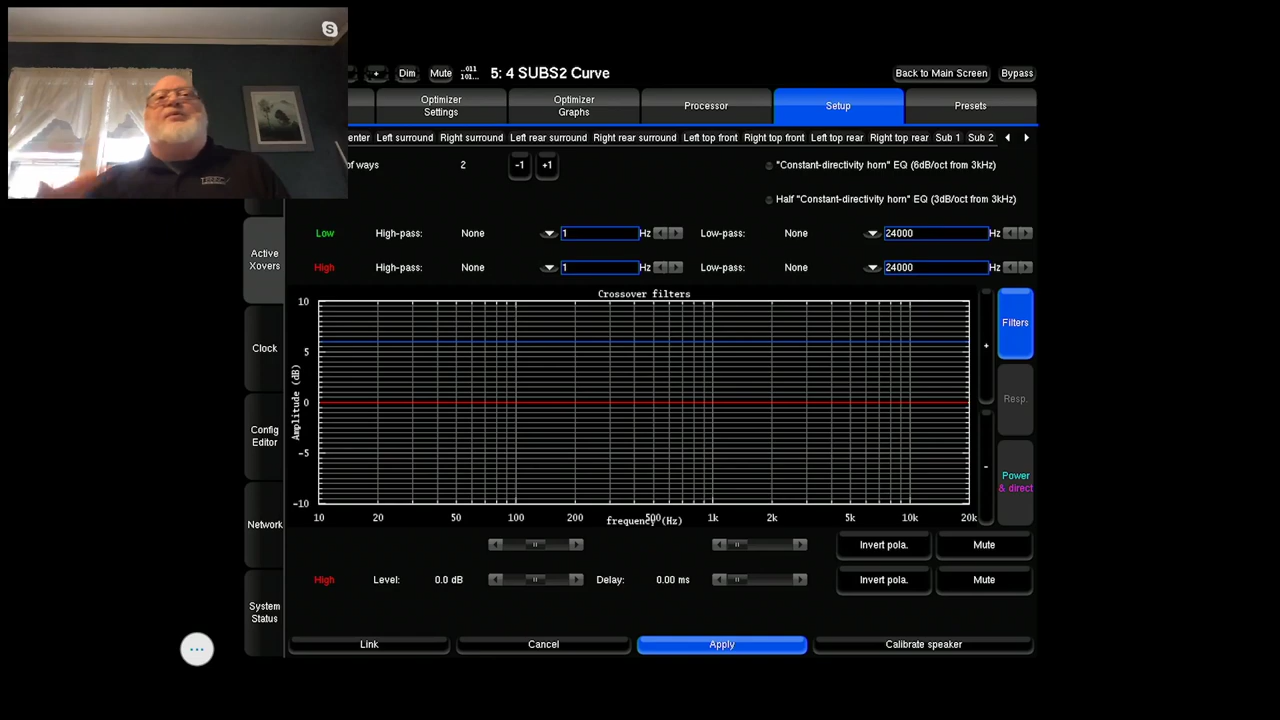 + Dim Mute ..011 101... 5: 4 SUBS2 Curve Back to Main Screen Bypass
Optimizer Settings Optimizer Graphs Processor Setup Presets
enter Left surround Right surround Left rear surround Right rear surround Left top front Right top front Left top rear Right top rear Sub 1 Sub 2
of ways 2 -1 +1 "Constant-directivity horn" EQ (6dB/oct from 3kHz)
Half "Constant-directivity horn" EQ (3dB/oct from 3kHz)
Low High-pass: None 1 Hz Low-pass: None 24000 Hz
High High-pass: None 1 Hz Low-pass: None 24000 Hz
Active Xovers
Clock
Config Editor
Network
System Status
Crossover filters
10
5
0
-5
-10
Amplitude (dB)
10 20 50 100 200 500 1k 2k 5k 10k 20k
frequency (Hz)
+
-
Filters
Resp.
Power & direct
Invert pola. Mute
High Level: 0.0 dB Delay: 0.00 ms Invert pola. Mute
Link Cancel Apply Calibrate speaker